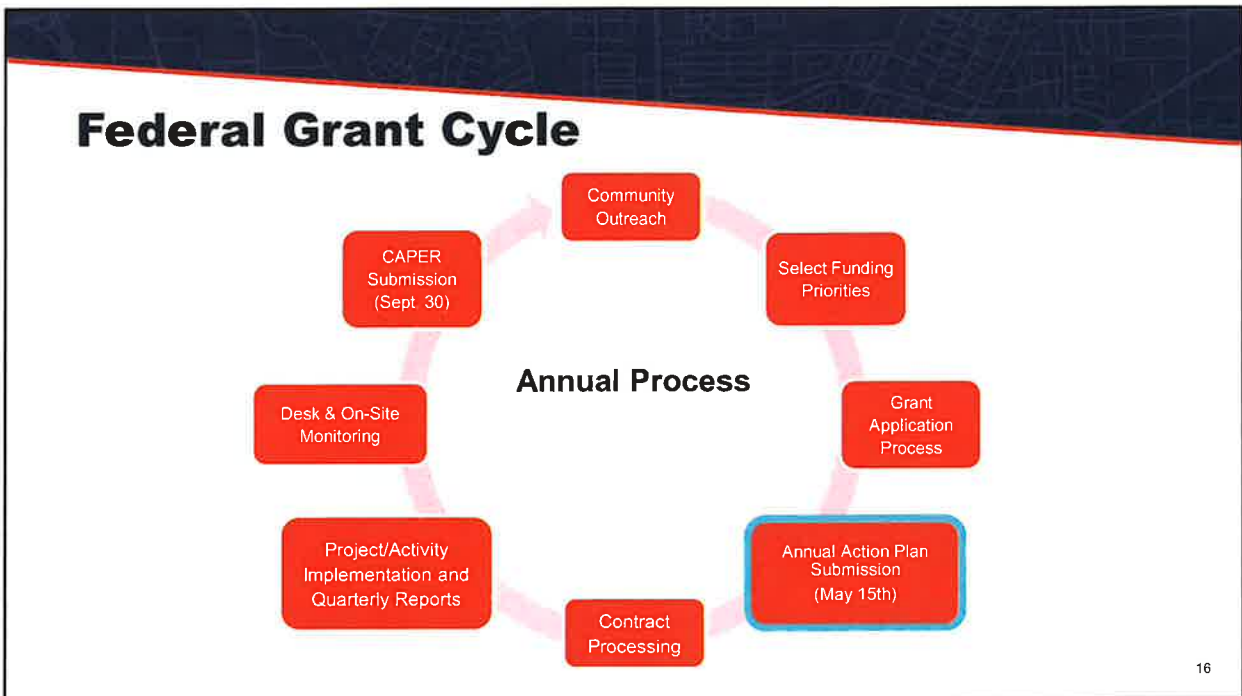 Federal Grant Cycle
Community
Outreach
Select Funding
Priorities
Grant
Application
Process
Annual Action Plan
Submission
(May 15th)
Contract
Processing
Project/Activity
Implementation and
Quarterly Reports
Desk & On-Site
Monitoring
CAPER
Submission
(Sept. 30)
Annual Process
16